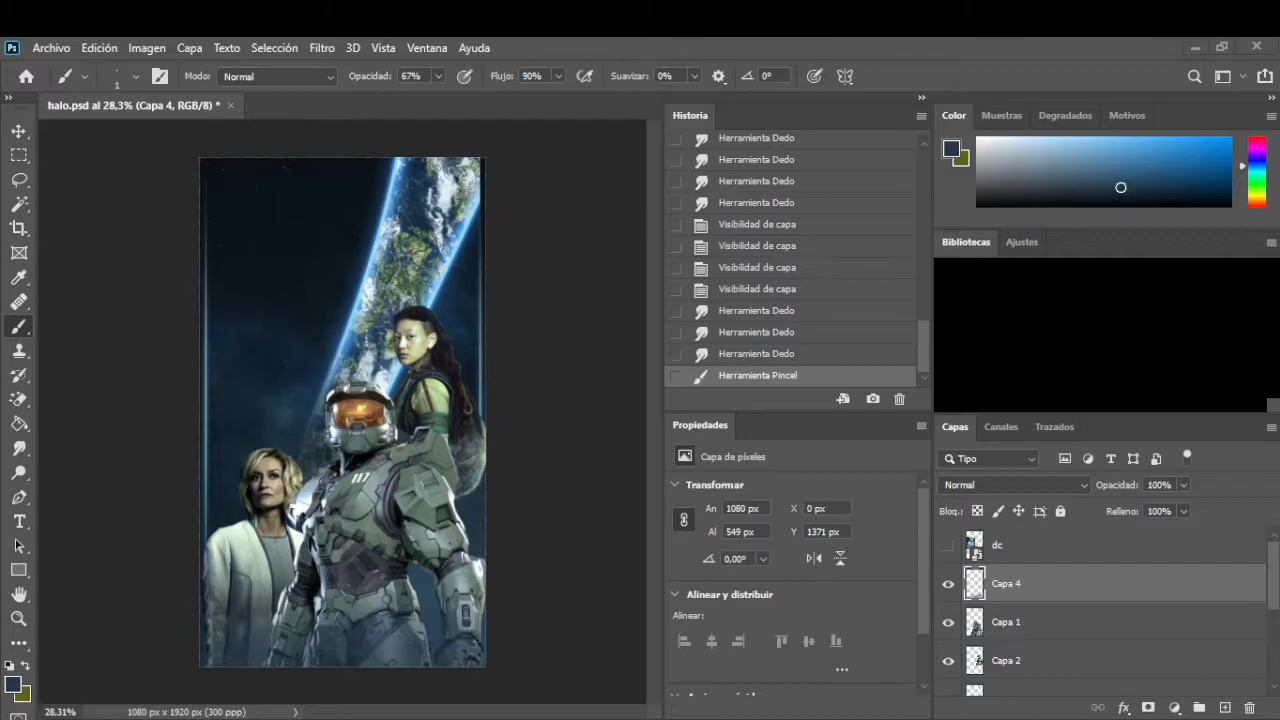 Ps Archivo Edición Imagen Capa Texto Selección Filtro 3D Vista Ventana Ayuda
1 Modo: Normal Opacidad: 67% Flujo: 90% Suavizar: 0% 0°
halo.psd al 28,3% (Capa 4, RGB/8) *
Historia
Herramienta Dedo
Herramienta Dedo
Herramienta Dedo
Herramienta Dedo
Visibilidad de capa
Visibilidad de capa
Visibilidad de capa
Visibilidad de capa
Herramienta Dedo
Herramienta Dedo
Herramienta Dedo
Herramienta Pincel
Propiedades
Capa de píxeles
Transformar
An 1080 px X 0 px
Al 549 px Y 1371 px
0,00°
Alinear y distribuir
Alinear:
Color Muestras Degradados Motivos
Bibliotecas Ajustes
Capas Canales Trazados
Tipo
Normal Opacidad: 100%
Bloq.: Relleno: 100%
dc
Capa 4
Capa 1
Capa 2
117
28,31% 1080 px x 1920 px (300 ppp)